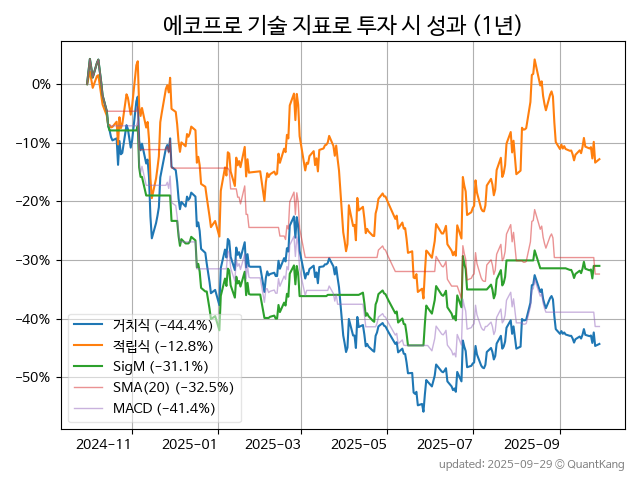 에코프로 기술 지표로 투자 시 성과 (1년)
0%
−10%
−20%
−30%
−40%
−50%
거치식 (−44.4%)
적립식 (−12.8%)
SigM (−31.1%)
SMA(20) (−32.5%)
MACD (−41.4%)
2024−11 2025−01 2025−03 2025−05 2025−07 2025−09
updated: 2025-09-29 © QuantKang